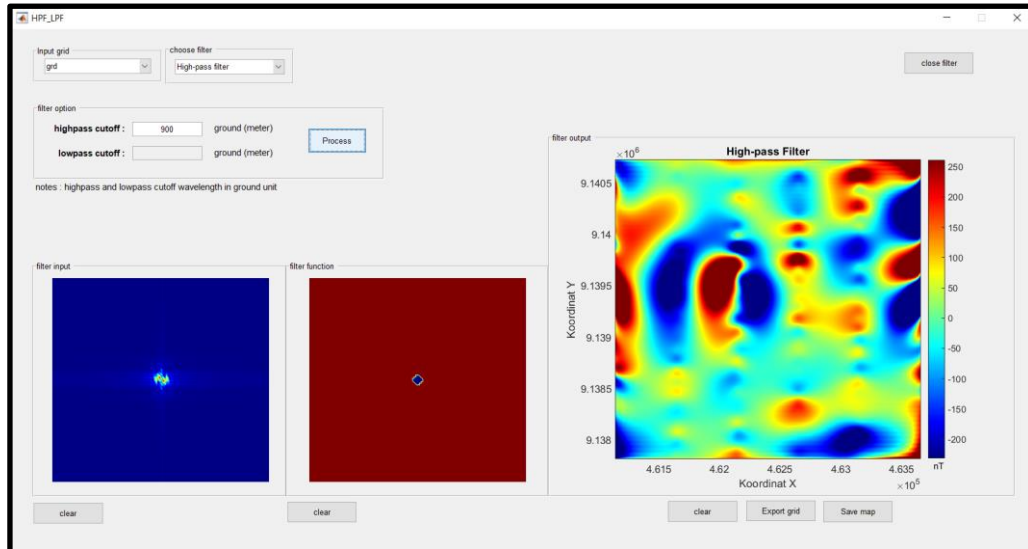 HPF_LPF
Input grid
grd
choose filter
High-pass filter
close filter
filter option
highpass cutoff :
900
ground (meter)
lowpass cutoff :
ground (meter)
Process
notes : highpass and lowpass cutoff wavelength in ground unit
filter input
clear
filter function
clear
filter output
High-pass Filter
×10⁶
9.1405
9.14
9.1395
9.139
9.1385
9.138
Koordinat Y
4.615 4.62 4.625 4.63 4.635
Koordinat X
×10⁵
250
200
150
100
50
0
-50
-100
-150
-200
nT
clear
Export grid
Save map